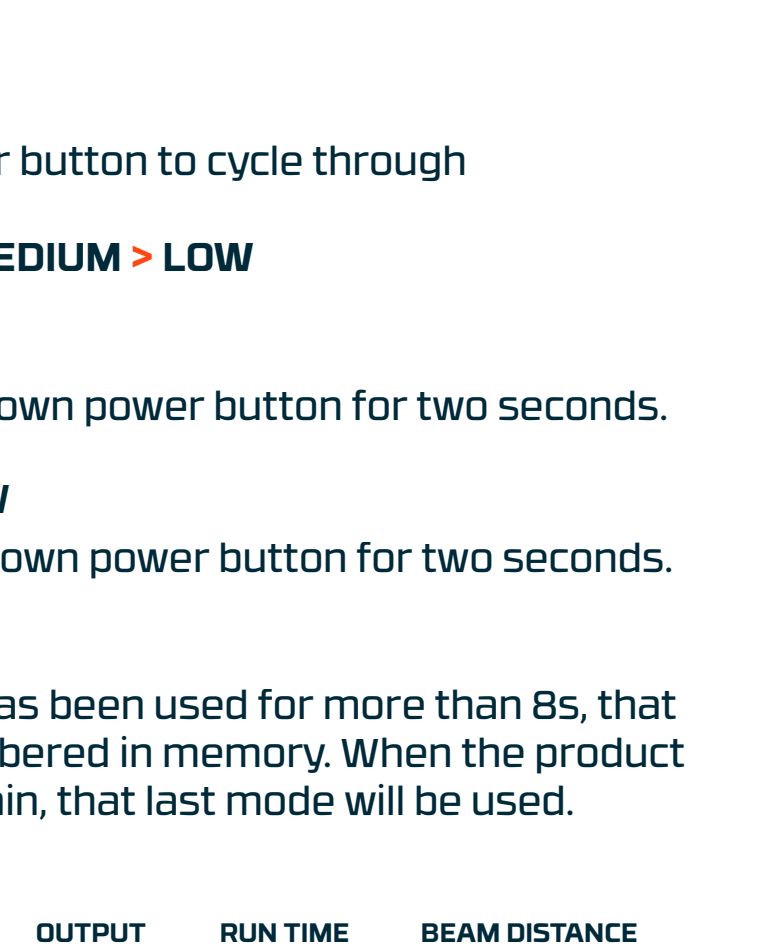 r button to cycle through
EDIUM > LOW
own power button for two seconds.
W
own power button for two seconds.
as been used for more than 8s, that
bered in memory. When the product
in, that last mode will be used.
OUTPUT RUN TIME BEAM DISTANCE